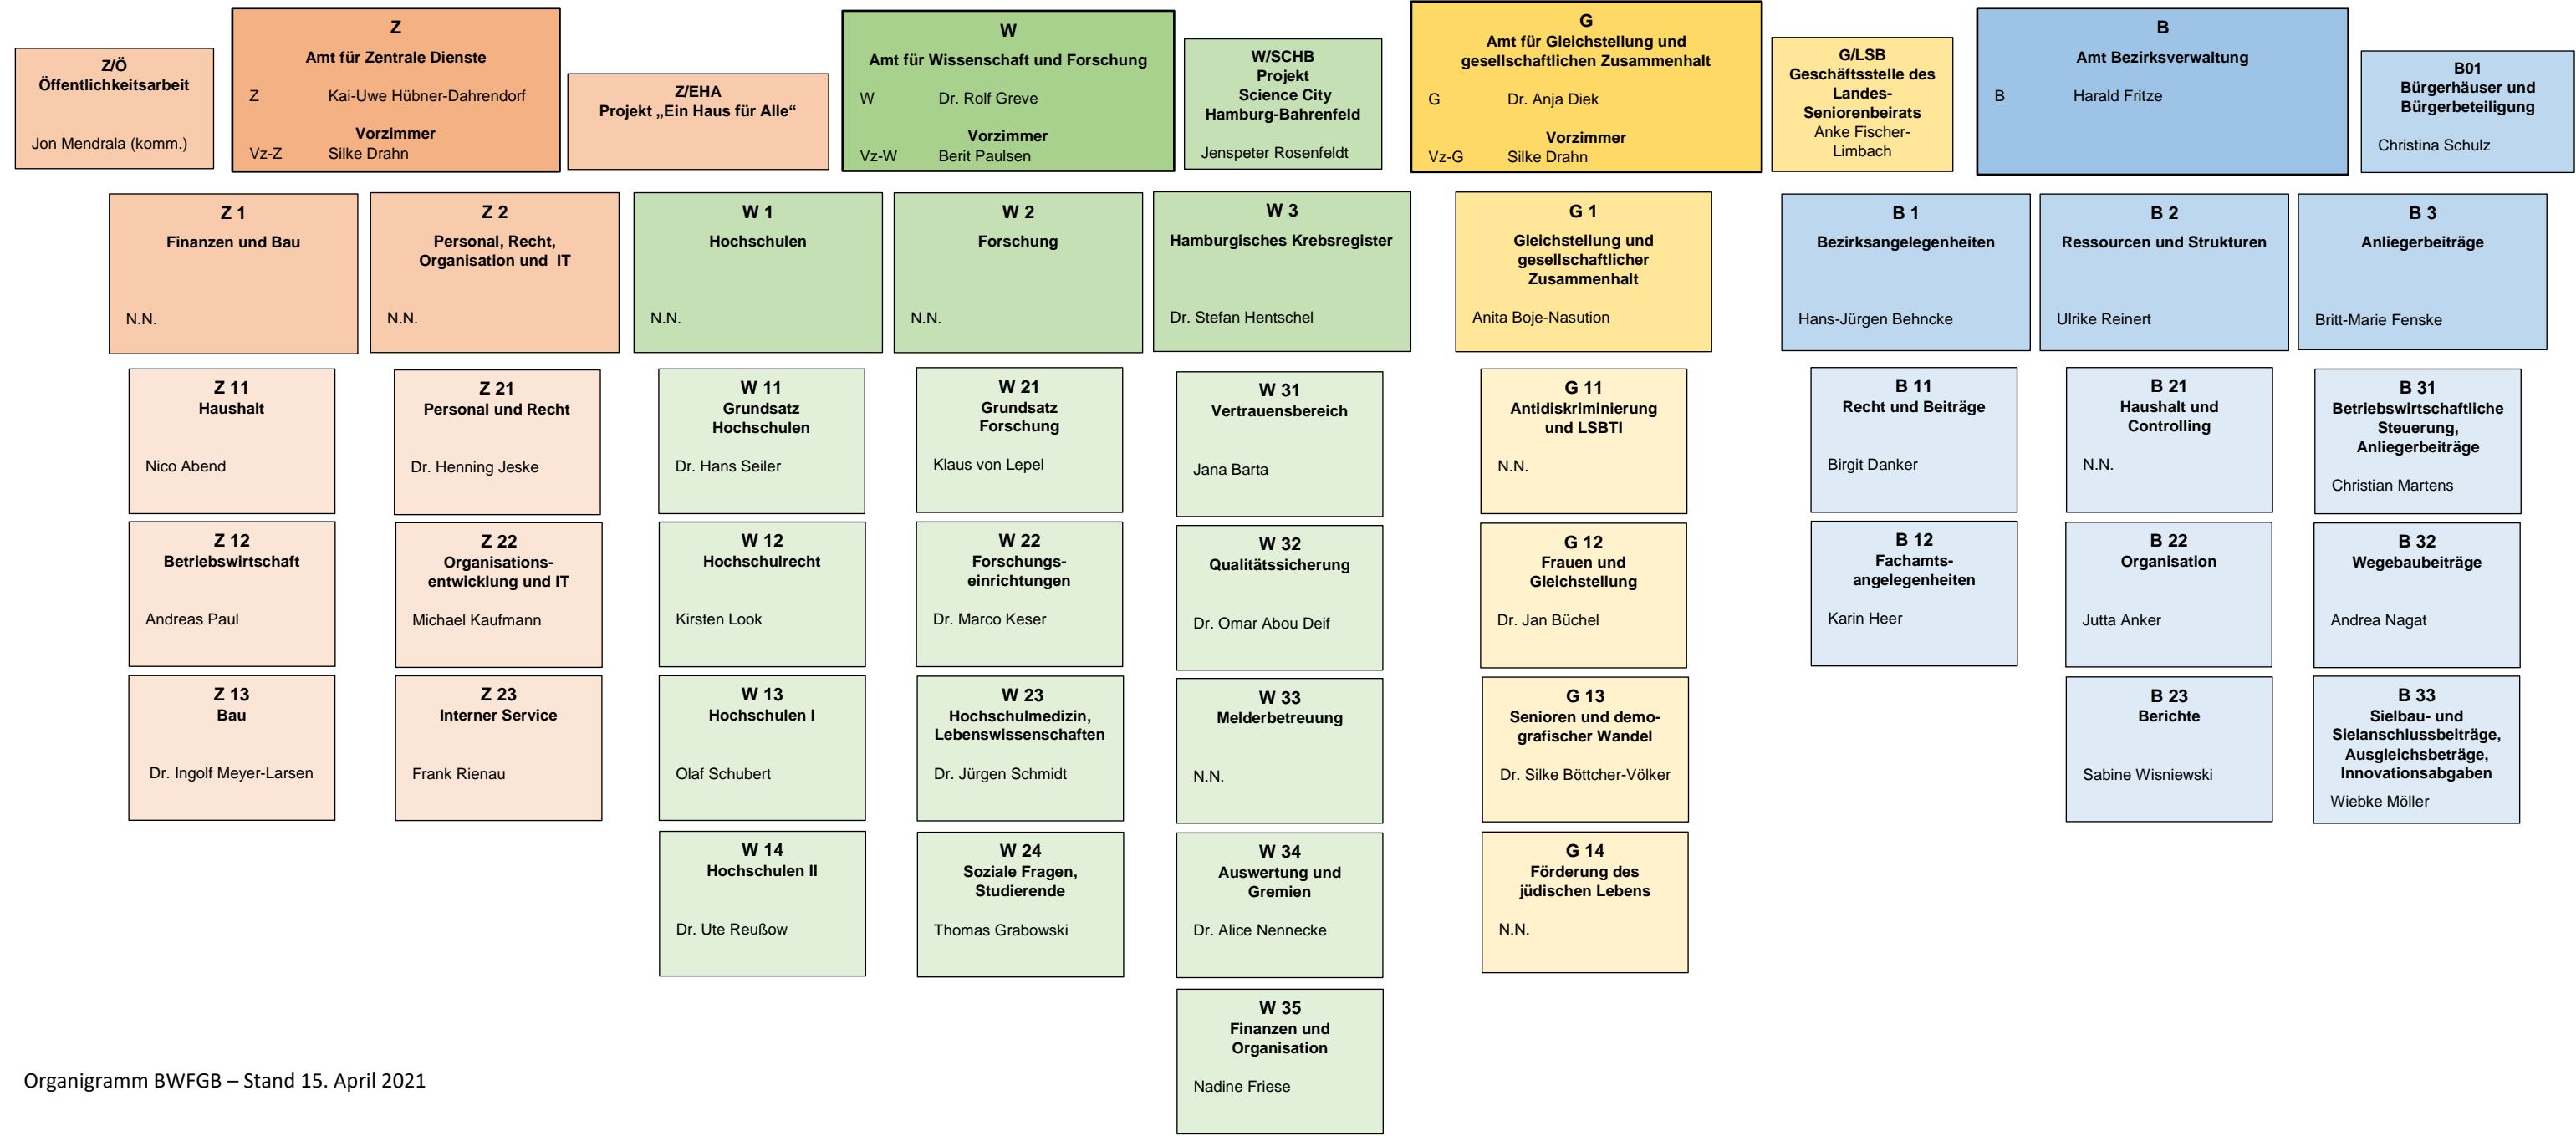 Z/Ö
Öffentlichkeitsarbeit
Jon Mendrala (komm.)
Z
Amt für Zentrale Dienste
Z Kai-Uwe Hübner-Dahrendorf
Vorzimmer
Vz-Z Silke Drahn
Z/EHA
Projekt „Ein Haus für Alle“
W
Amt für Wissenschaft und Forschung
W Dr. Rolf Greve
Vorzimmer
Vz-W Berit Paulsen
W/SCHB
Projekt
Science City
Hamburg-Bahrenfeld
Jenspeter Rosenfeldt
G
Amt für Gleichstellung und
gesellschaftlichen Zusammenhalt
G Dr. Anja Diek
Vorzimmer
Vz-G Silke Drahn
G/LSB
Geschäftsstelle des
Landes-
Seniorenbeirats
Anke Fischer-
Limbach
B
Amt Bezirksverwaltung
B Harald Fritze
B01
Bürgerhäuser und
Bürgerbeteiligung
Christina Schulz
Z 1
Finanzen und Bau
N.N.
Z 2
Personal, Recht,
Organisation und IT
N.N.
W 1
Hochschulen
N.N.
W 2
Forschung
N.N.
W 3
Hamburgisches Krebsregister
Dr. Stefan Hentschel
G 1
Gleichstellung und
gesellschaftlicher
Zusammenhalt
Anita Boje-Nasution
B 1
Bezirksangelegenheiten
Hans-Jürgen Behncke
B 2
Ressourcen und Strukturen
Ulrike Reinert
B 3
Anliegerbeiträge
Britt-Marie Fenske
Z 11
Haushalt
Nico Abend
Z 21
Personal und Recht
Dr. Henning Jeske
W 11
Grundsatz
Hochschulen
Dr. Hans Seiler
W 21
Grundsatz
Forschung
Klaus von Lepel
W 31
Vertrauensbereich
Jana Barta
G 11
Antidiskriminierung
und LSBTI
N.N.
B 11
Recht und Beiträge
Birgit Danker
B 21
Haushalt und
Controlling
N.N.
B 31
Betriebswirtschaftliche
Steuerung,
Anliegerbeiträge
Christian Martens
Z 12
Betriebswirtschaft
Andreas Paul
Z 22
Organisations-
entwicklung und IT
Michael Kaufmann
W 12
Hochschulrecht
Kirsten Look
W 22
Forschungs-
einrichtungen
Dr. Marco Keser
W 32
Qualitätssicherung
Dr. Omar Abou Deif
G 12
Frauen und
Gleichstellung
Dr. Jan Büchel
B 12
Fachamts-
angelegenheiten
Karin Heer
B 22
Organisation
Jutta Anker
B 32
Wegebaubeiträge
Andrea Nagat
Z 13
Bau
Dr. Ingolf Meyer-Larsen
Z 23
Interner Service
Frank Rienau
W 13
Hochschulen I
Olaf Schubert
W 23
Hochschulmedizin,
Lebenswissenschaften
Dr. Jürgen Schmidt
W 33
Melderbetreuung
N.N.
G 13
Senioren und demo-
grafischer Wandel
Dr. Silke Böttcher-Völker
B 23
Berichte
Sabine Wisniewski
B 33
Sielbau- und
Sielanschlussbeiträge,
Ausgleichsbeträge,
Innovationsabgaben
Wiebke Möller
W 14
Hochschulen II
Dr. Ute Reußow
W 24
Soziale Fragen,
Studierende
Thomas Grabowski
W 34
Auswertung und
Gremien
Dr. Alice Nennecke
G 14
Förderung des
jüdischen Lebens
N.N.
W 35
Finanzen und
Organisation
Nadine Friese
Organigramm BWFGB – Stand 15. April 2021